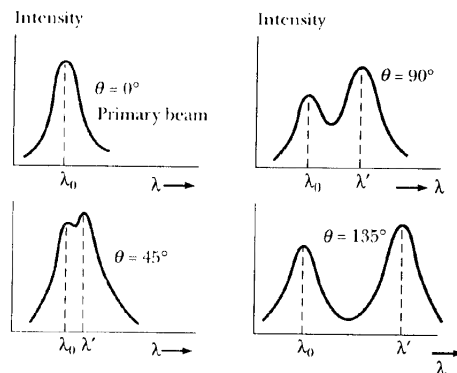 Intensity
θ = 0°
Primary beam
λ₀
λ
Intensity
θ = 90°
λ₀
λ'
λ
θ = 45°
λ₀
λ'
λ
θ = 135°
λ₀
λ'
λ